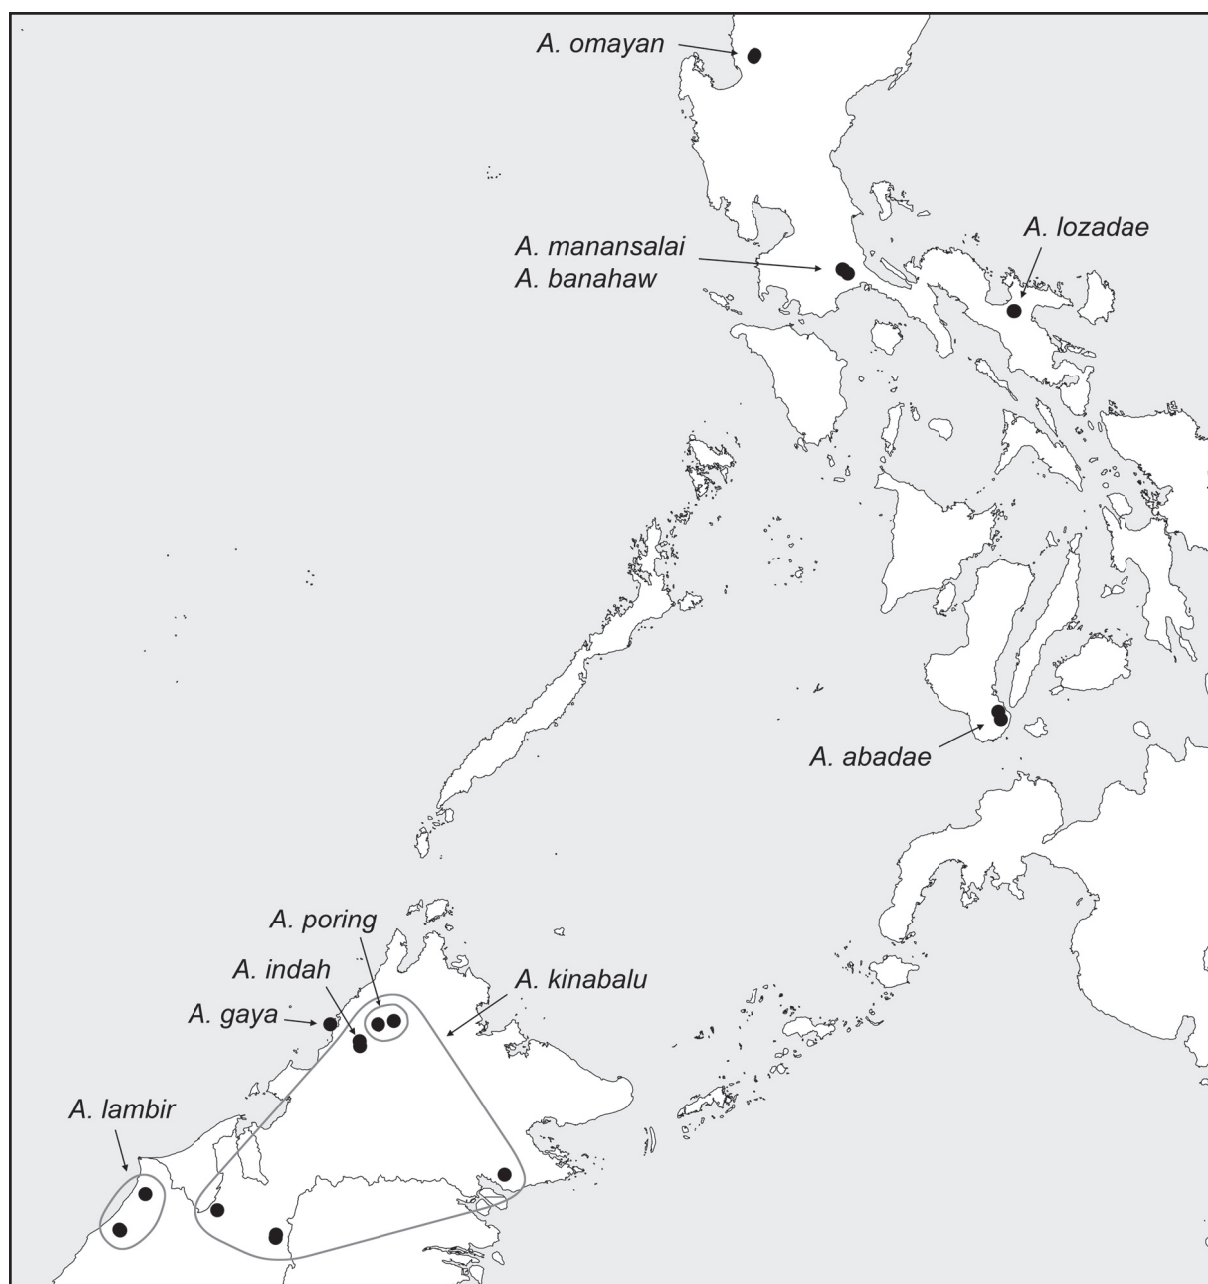 A. omayan
A. lozadae
A. manansalai
A. banahaw
A. abadae
A. poring
A. indah
A. kinabalu
A. gaya
A. lambir